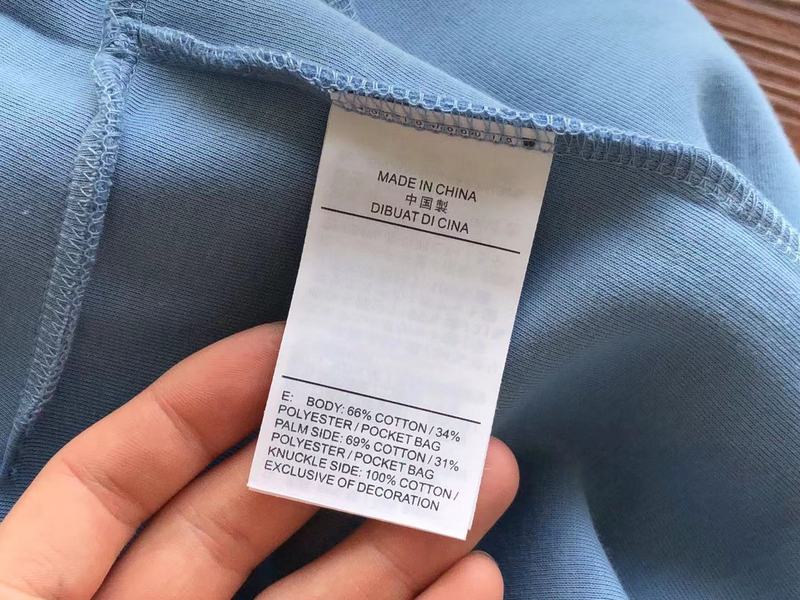 MADE IN CHINA
中国製
DIBUAT DI CINA
E: BODY: 66% COTTON / 34%
POLYESTER / POCKET BAG
PALM SIDE: 69% COTTON / 31%
POLYESTER / POCKET BAG
KNUCKLE SIDE: 100% COTTON /
EXCLUSIVE OF DECORATION